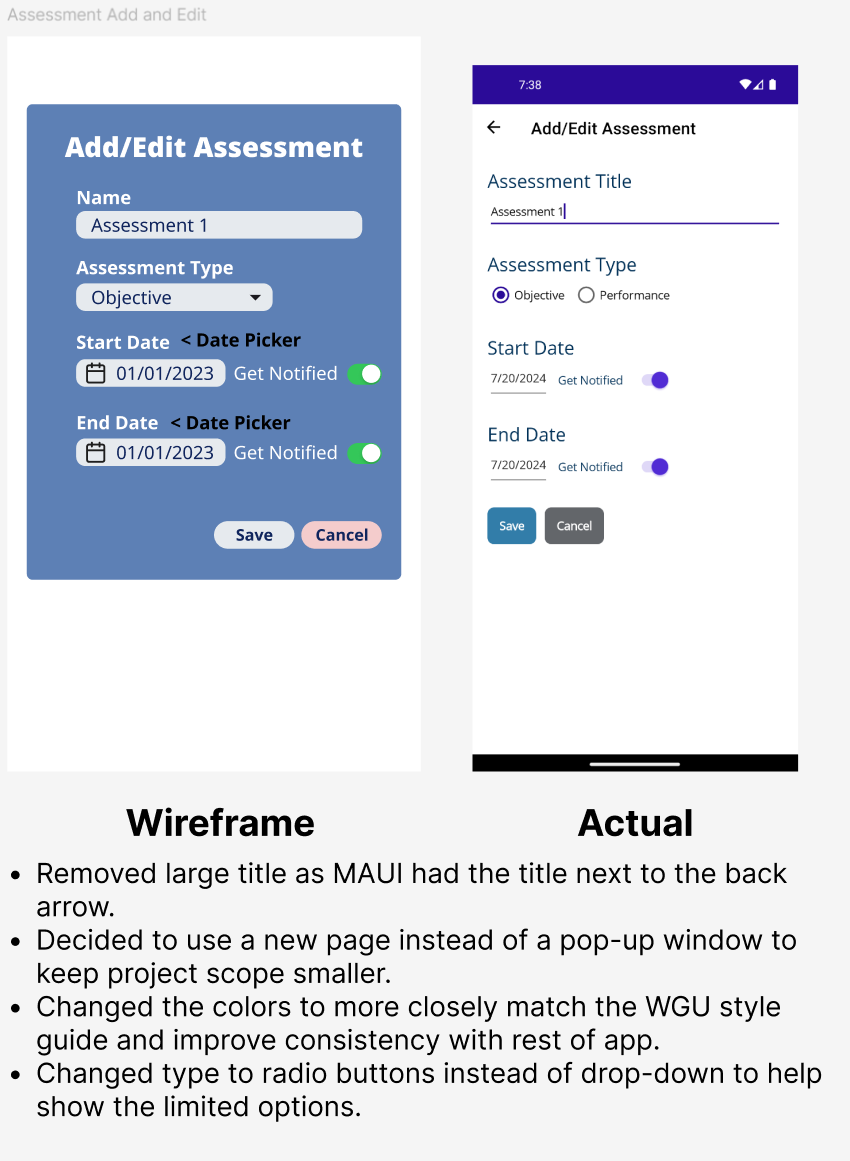 Assessment Add and Edit
Add/Edit Assessment
Name
Assessment 1
Assessment Type
Objective
Start Date < Date Picker
01/01/2023 Get Notified
End Date < Date Picker
01/01/2023 Get Notified
Save Cancel
7:38
Add/Edit Assessment
Assessment Title
Assessment 1
Assessment Type
Objective Performance
Start Date
7/20/2024 Get Notified
End Date
7/20/2024 Get Notified
Save Cancel
Wireframe
Actual
• Removed large title as MAUI had the title next to the back
arrow.
• Decided to use a new page instead of a pop-up window to
keep project scope smaller.
• Changed the colors to more closely match the WGU style
guide and improve consistency with rest of app.
• Changed type to radio buttons instead of drop-down to help
show the limited options.